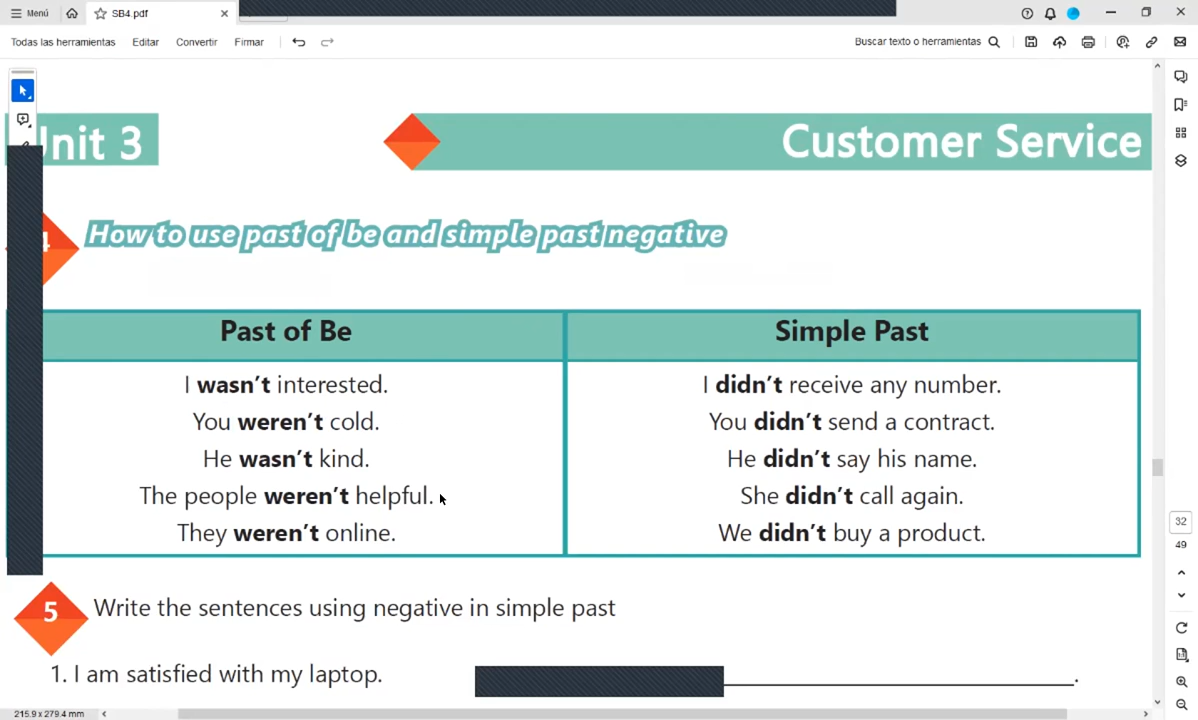 Menú SB4.pdf
Todas las herramientas Editar Convertir Firmar Buscar texto o herramientas
Unit 3 Customer Service
4 How to use past of be and simple past negative
Past of Be Simple Past
I wasn't interested. I didn't receive any number.
You weren't cold. You didn't send a contract.
He wasn't kind. He didn't say his name.
The people weren't helpful. She didn't call again.
They weren't online. We didn't buy a product.
32
49
5 Write the sentences using negative in simple past
1. I am satisfied with my laptop. ________________________.
215.9 x 279.4 mm